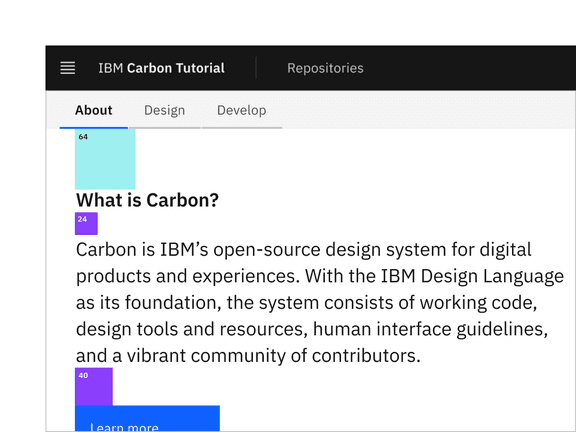 IBM Carbon Tutorial Repositories
About Design Develop
64
What is Carbon?
24
Carbon is IBM’s open-source design system for digital
products and experiences. With the IBM Design Language
as its foundation, the system consists of working code,
design tools and resources, human interface guidelines,
and a vibrant community of contributors.
40
Learn more